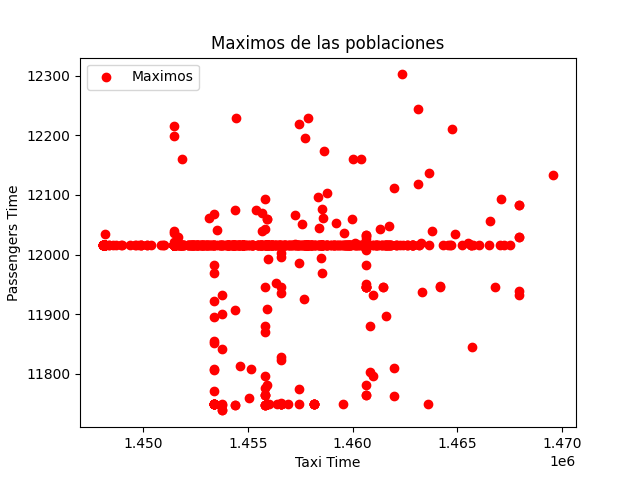 Maximos de las poblaciones
Maximos
Passengers Time
12300
12200
12100
12000
11900
11800
1.450 1.455 1.460 1.465 1.470
1e6
Taxi Time